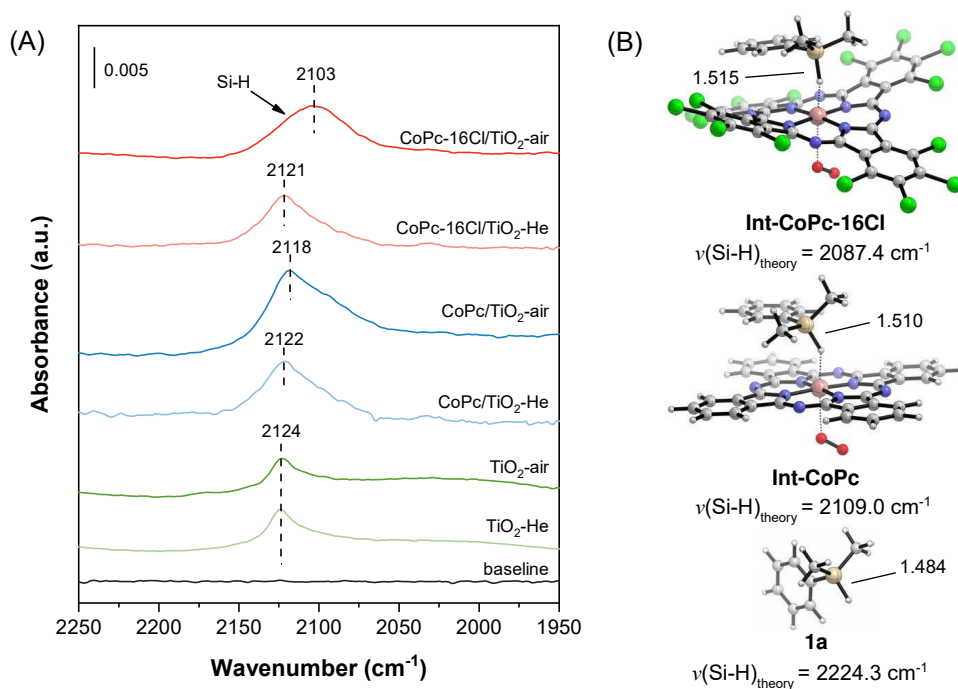 (A)
0.005
Si-H
2103
CoPc-16Cl/TiO₂-air
2121
CoPc-16Cl/TiO₂-He
2118
CoPc/TiO₂-air
2122
CoPc/TiO₂-He
2124
TiO₂-air
TiO₂-He
baseline
2250 2200 2150 2100 2050 2000 1950
Wavenumber (cm⁻¹)
Absorbance (a.u.)
(B)
1.515
Int-CoPc-16Cl
ν(Si-H)theory = 2087.4 cm⁻¹
1.510
Int-CoPc
ν(Si-H)theory = 2109.0 cm⁻¹
1.484
1a
ν(Si-H)theory = 2224.3 cm⁻¹